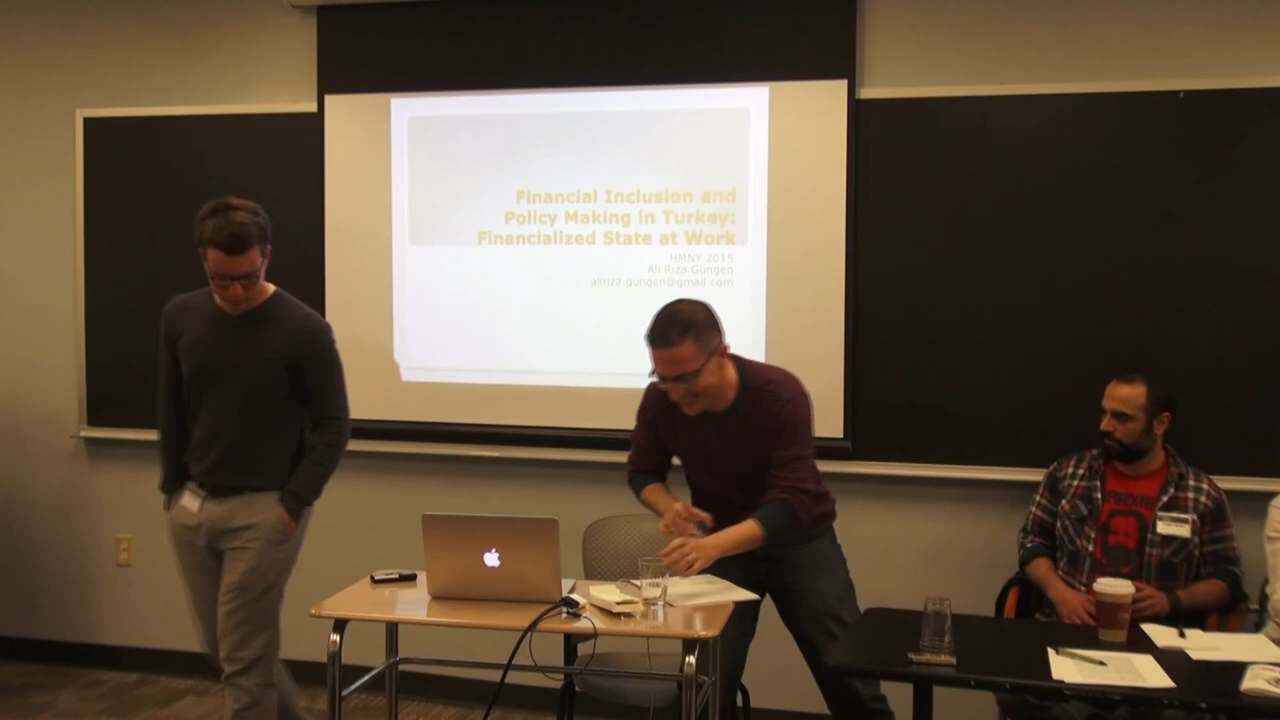 Financial Inclusion and
Policy Making in Turkey:
Financialized State at Work
HMNY 2015
Ali Rıza Güngen
aliriza.gungen@gmail.com